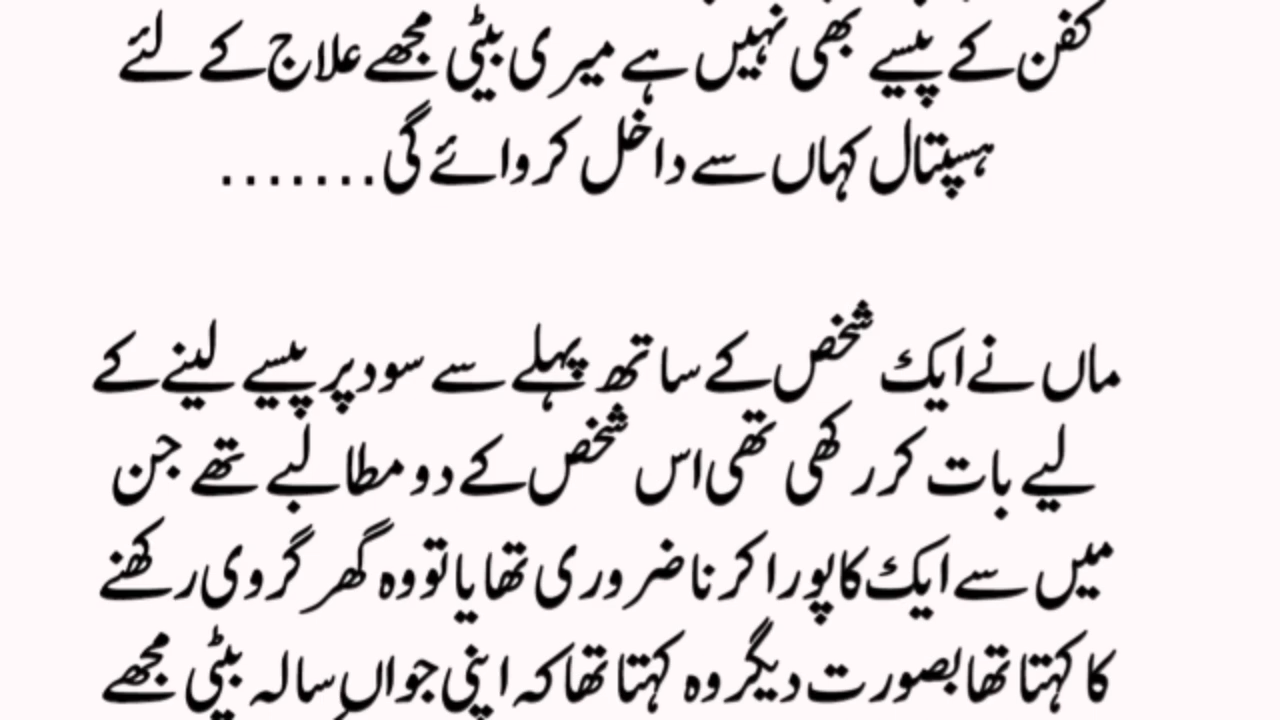 کفن کے پیسے بھی نہیں ہے میری بیٹی مجھے علاج کے لئے
ہسپتال کہاں سے داخل کروائے گی.......
ماں نے ایک شخص کے ساتھ پہلے سے سود پر پیسے لینے کے
لیے بات کر رکھی تھی اس شخص کے دو مطالبے تھے جن
میں سے ایک کا پورا کرنا ضروری تھا یا تو وہ گھر گروی رکھنے
کا کہتا تھا بصورت دیگر وہ کہتا تھا کہ اپنی جواں سالہ بیٹی مجھے